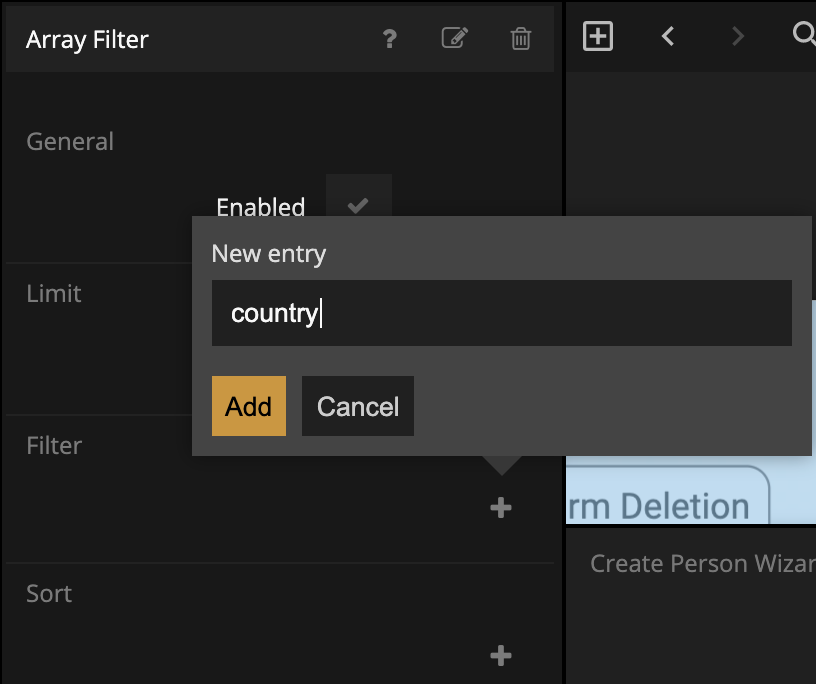 Array Filter
?
General
Enabled
New entry
country
Limit
Add
Cancel
Filter
rm Deletion
Create Person Wizar
Sort